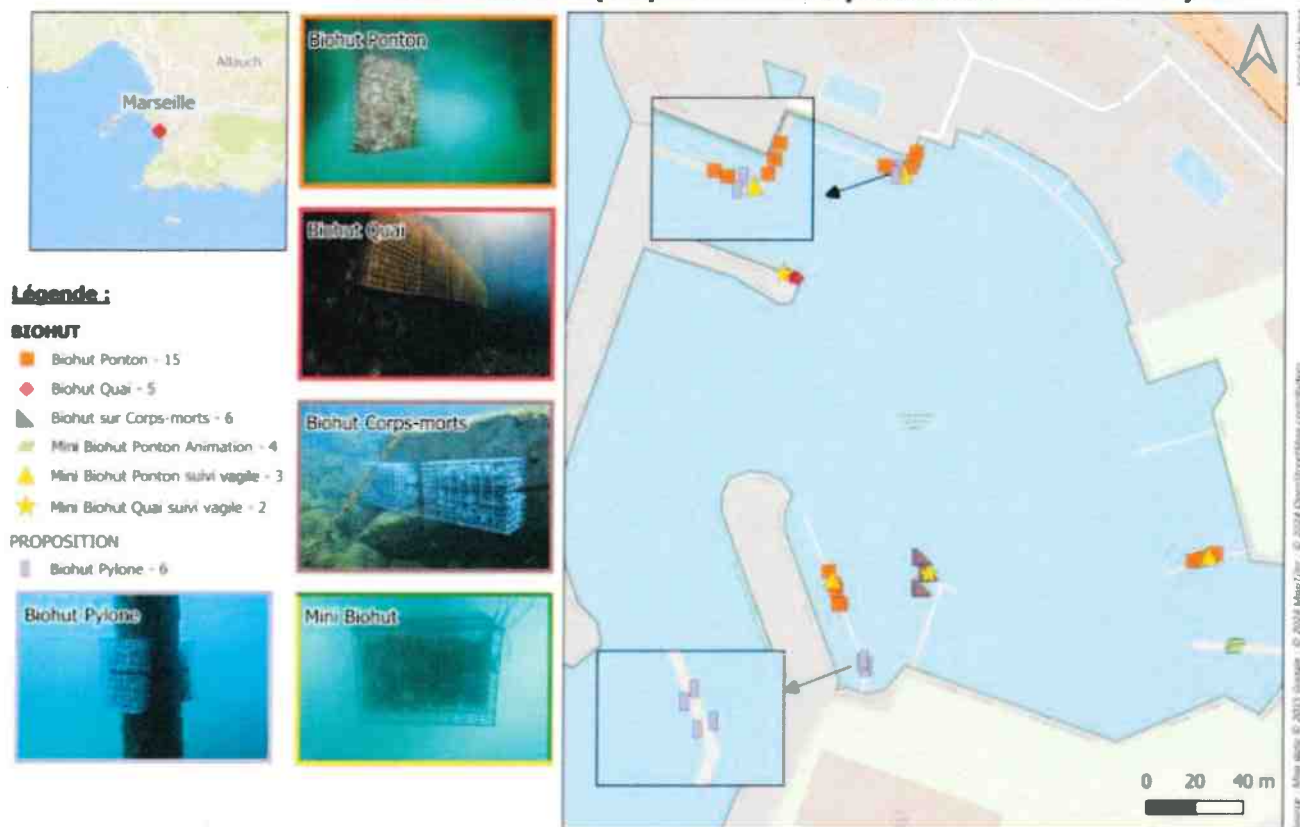 Allauch
Marseille
Biohut Ponton
Biohut Quai
Légende :
BIOHUT
Biohut Ponton - 15
Biohut Quai - 5
Biohut sur Corps-morts - 6
Mini Biohut Ponton Animation - 4
Mini Biohut Ponton suivi vagile - 3
Mini Biohut Quai suivi vagile - 2
PROPOSITION
Biohut Pylone - 6
Biohut Corps-morts
Biohut Pylone
Mini Biohut
0 20 40 m